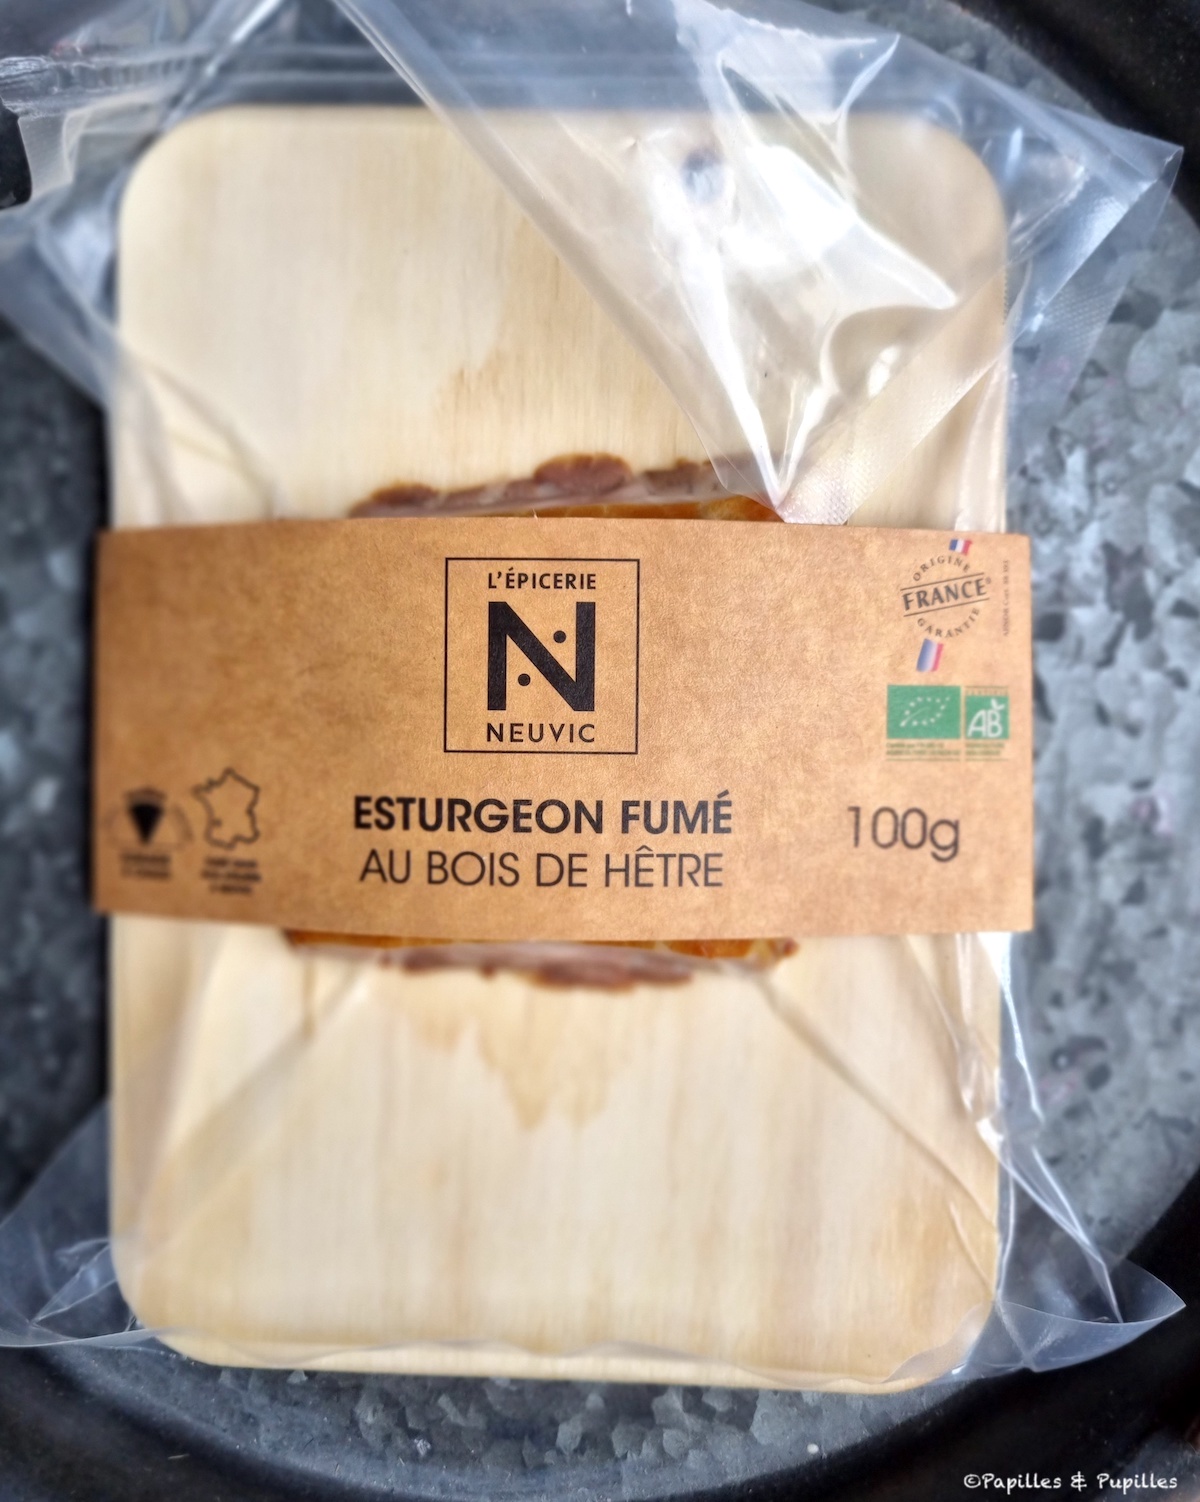 L'ÉPICERIE
N
NEUVIC
ORIGINE
FRANCE®
GARANTIE
AB
ESTURGEON FUMÉ
AU BOIS DE HÊTRE
100g
©Papilles & Pupilles